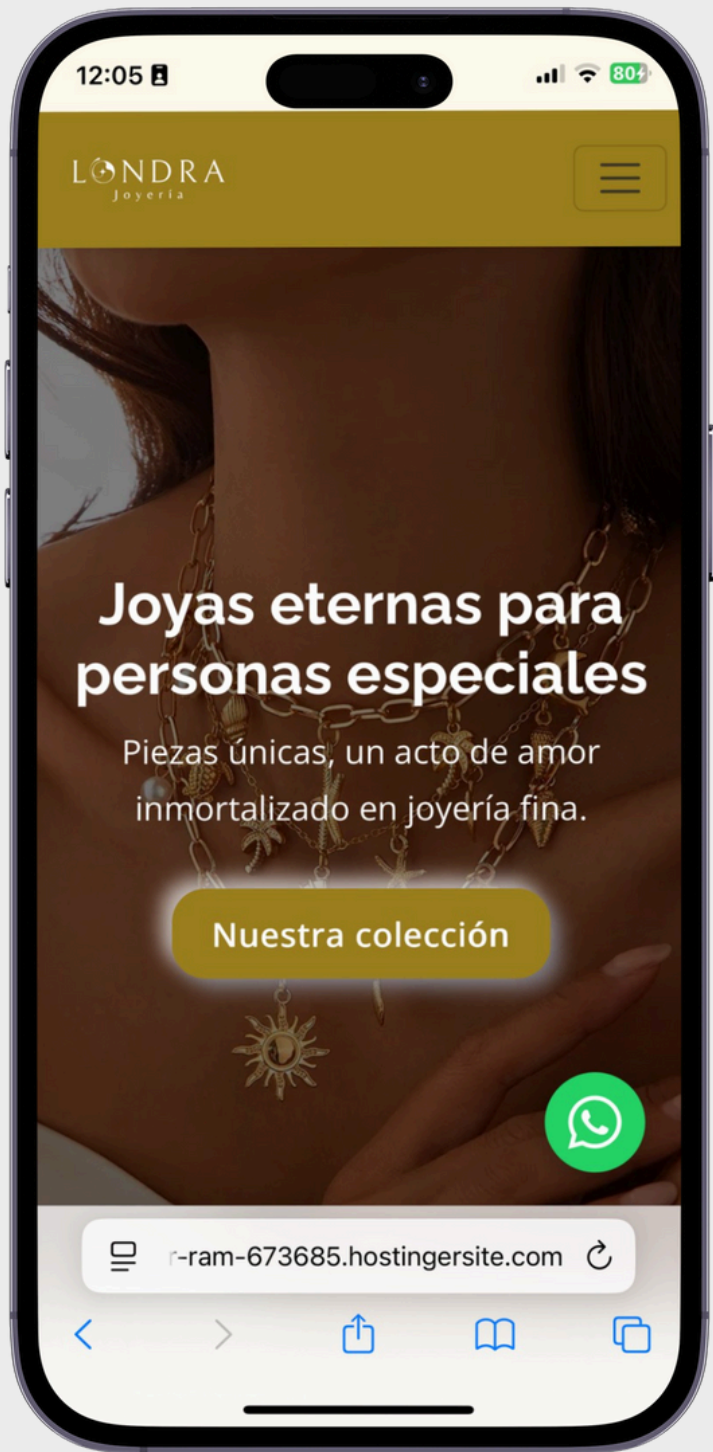 12:05
80
LONDRA
Joyería
Joyas eternas para
personas especiales
Piezas únicas, un acto de amor
inmortalizado en joyería fina.
Nuestra colección
r-ram-673685.hostingersite.com